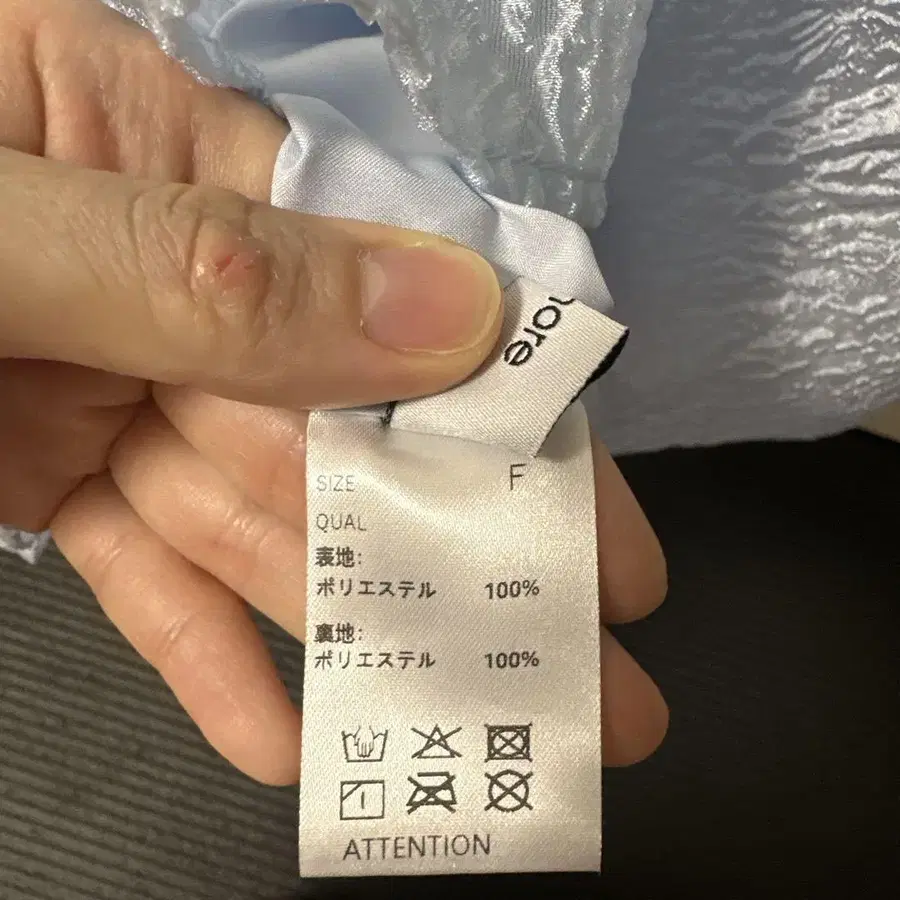 SIZE F
QUAL
表地:
ポリエステル 100%
裏地:
ポリエステル 100%
ATTENTION